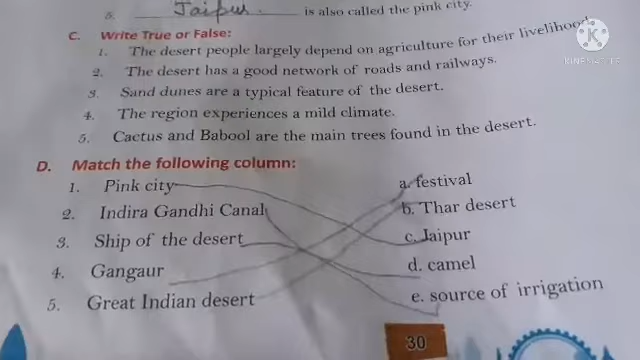 5. Jaipur is also called the pink city.
C. Write True or False:
1. The desert people largely depend on agriculture for their livelihood.
2. The desert has a good network of roads and railways.
3. Sand dunes are a typical feature of the desert.
4. The region experiences a mild climate.
5. Cactus and Babool are the main trees found in the desert.
D. Match the following column:
1. Pink city a. festival
2. Indira Gandhi Canal b. Thar desert
3. Ship of the desert c. Jaipur
4. Gangaur d. camel
5. Great Indian desert e. source of irrigation
30
KINEMASTER